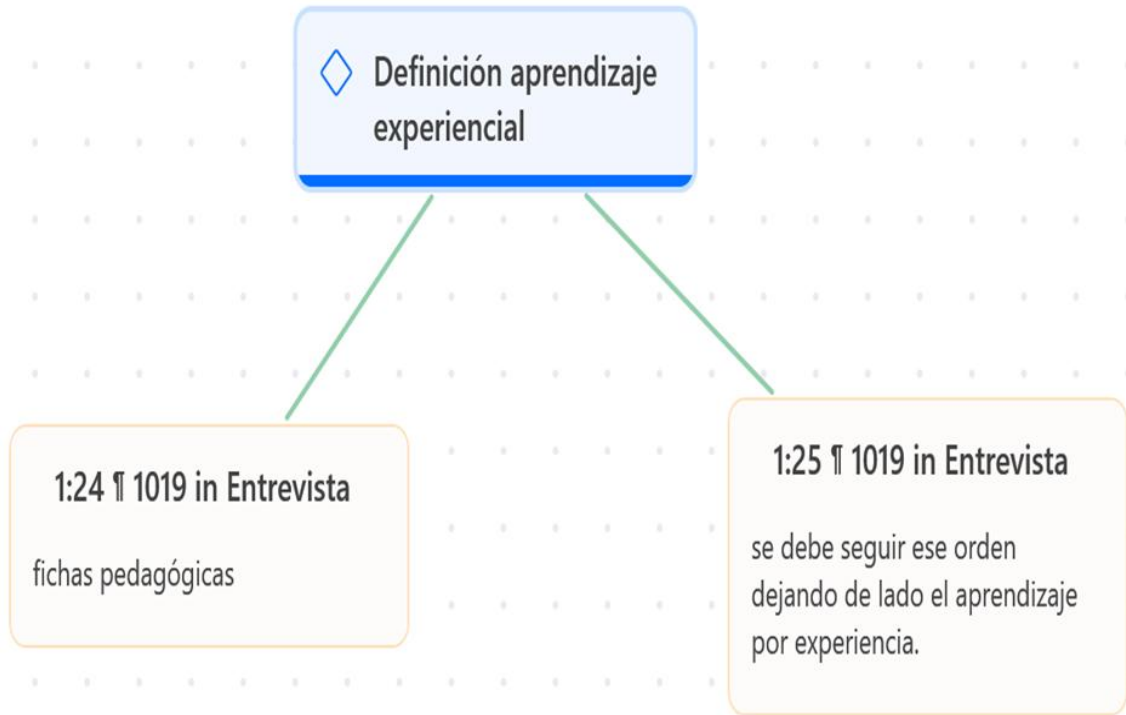 Definición aprendizaje
experiencial
1:24 ¶ 1019 in Entrevista
fichas pedagógicas
1:25 ¶ 1019 in Entrevista
se debe seguir ese orden
dejando de lado el aprendizaje
por experiencia.